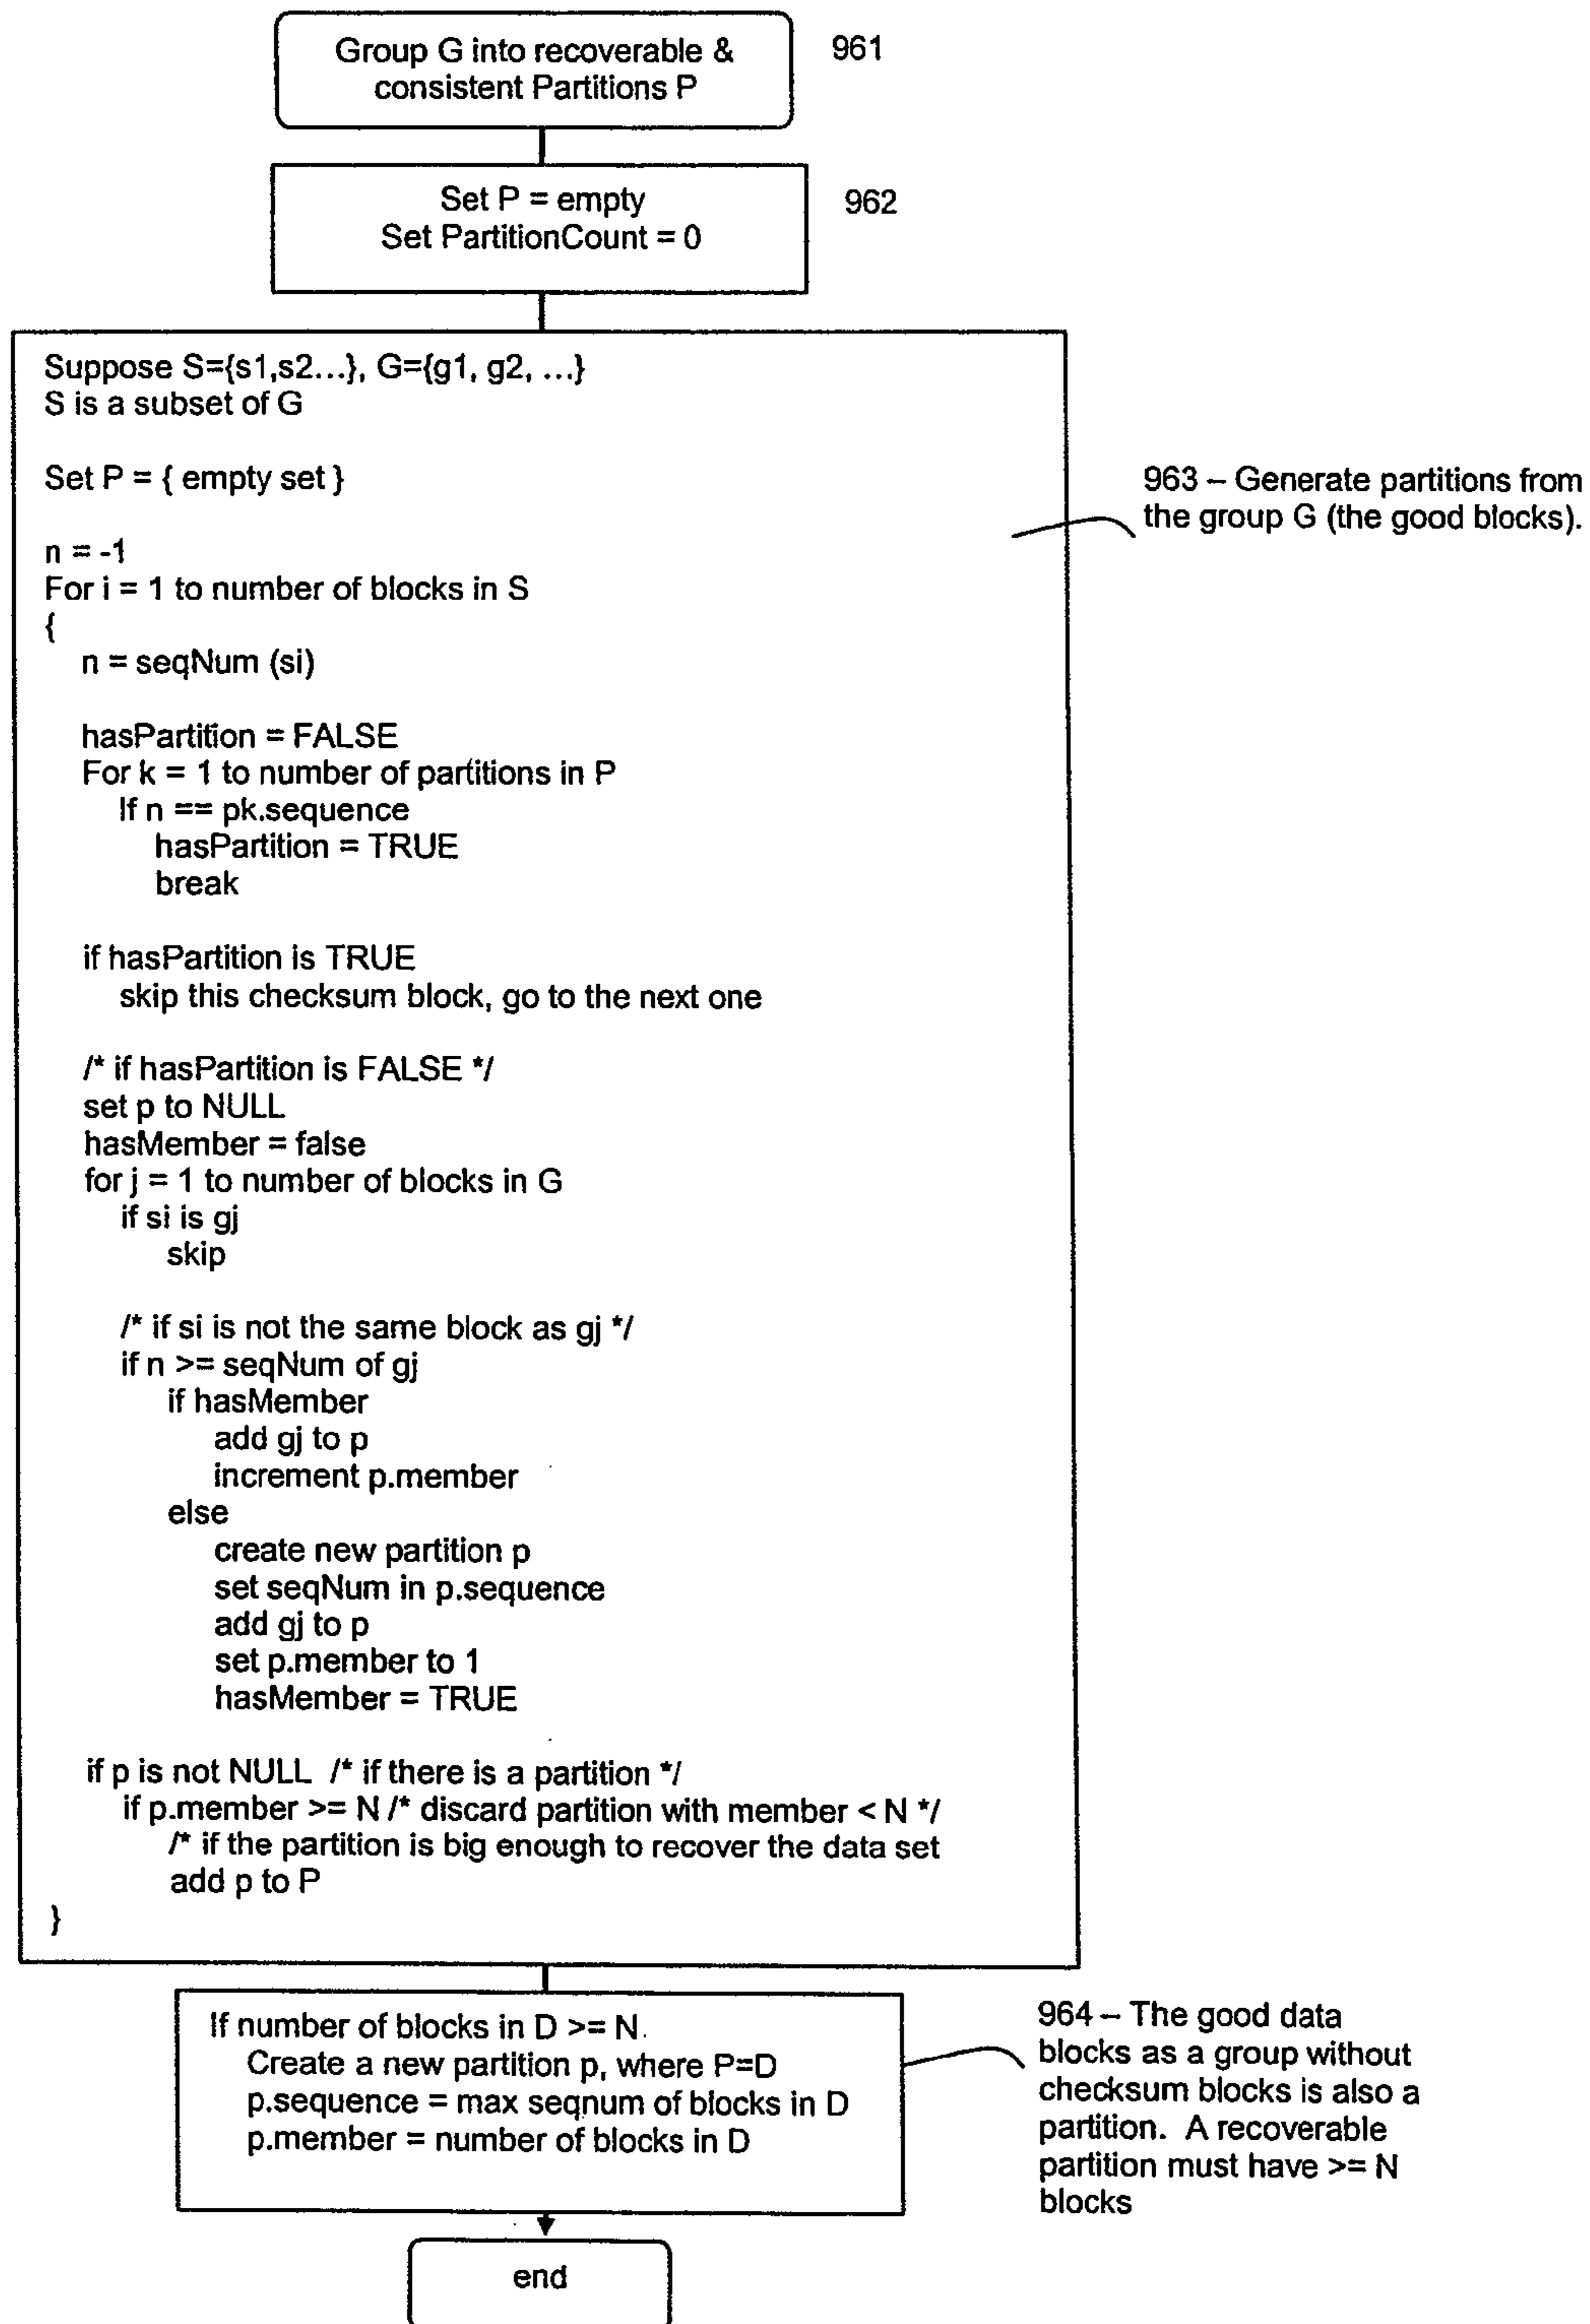 Group G into recoverable &
consistent Partitions P
961
Set P = empty
Set PartitionCount = 0
962
Suppose S={s1,s2...}, G={g1, g2, ...}
S is a subset of G
Set P = { empty set }
n = -1
For i = 1 to number of blocks in S
{
n = seqNum (si)
hasPartition = FALSE
For k = 1 to number of partitions in P
If n == pk.sequence
hasPartition = TRUE
break
if hasPartition is TRUE
skip this checksum block, go to the next one
/* if hasPartition is FALSE */
set p to NULL
hasMember = false
for j = 1 to number of blocks in G
if si is gj
skip
/* if si is not the same block as gj */
if n >= seqNum of gj
if hasMember
add gj to p
increment p.member
else
create new partition p
set seqNum in p.sequence
add gj to p
set p.member to 1
hasMember = TRUE
if p is not NULL /* if there is a partition */
if p.member >= N /* discard partition with member < N */
/* if the partition is big enough to recover the data set
add p to P
}
963 – Generate partitions from
the group G (the good blocks).
If number of blocks in D >= N.
Create a new partition p, where P=D
p.sequence = max seqnum of blocks in D
p.member = number of blocks in D
964 – The good data
blocks as a group without
checksum blocks is also a
partition. A recoverable
partition must have >= N
blocks
end